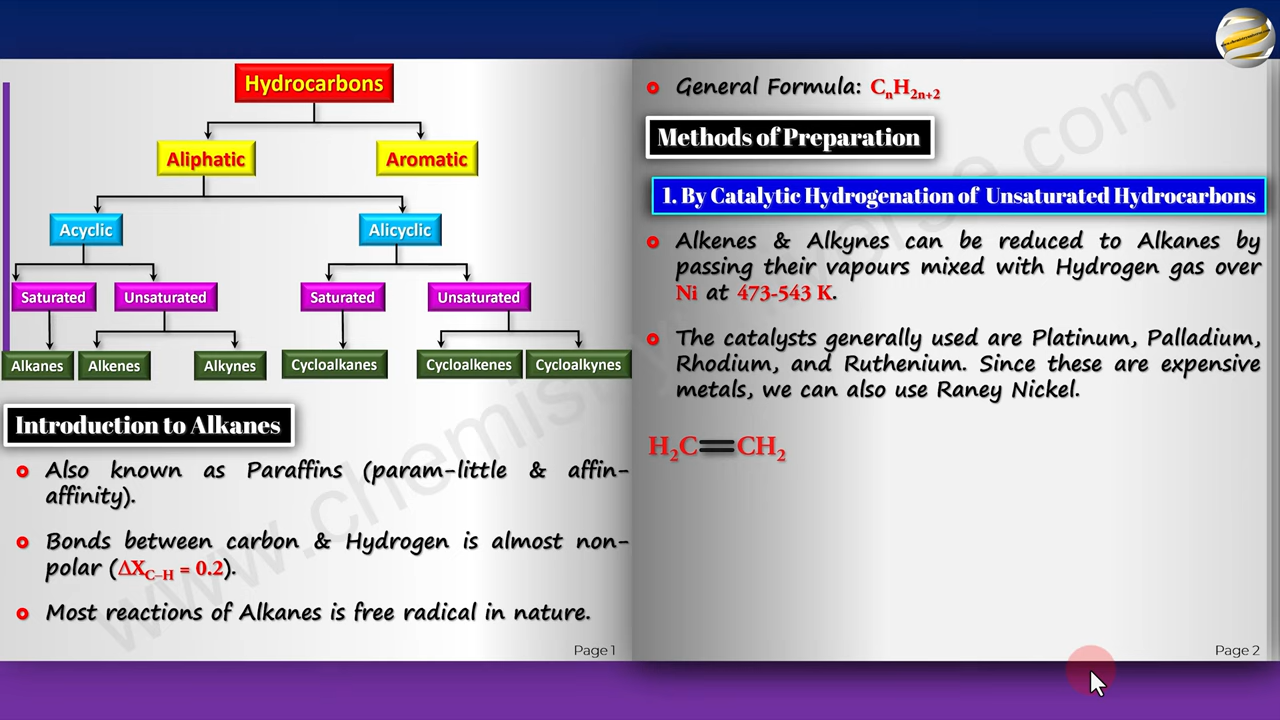 Hydrocarbons
Aliphatic
Aromatic
Acyclic
Alicyclic
Saturated
Unsaturated
Saturated
Unsaturated
Alkanes
Alkenes
Alkynes
Cycloalkanes
Cycloalkenes
Cycloalkynes
Introduction to Alkanes
Also known as Paraffins (param-little & affin-
affinity).
Bonds between carbon & Hydrogen is almost non-
polar (ΔX_C–H = 0.2).
Most reactions of Alkanes is free radical in nature.
Page 1
General Formula: CₙH₂ₙ₊₂
Methods of Preparation
1. By Catalytic Hydrogenation of Unsaturated Hydrocarbons
Alkenes & Alkynes can be reduced to Alkanes by
passing their vapours mixed with Hydrogen gas over
Ni at 473-543 K.
The catalysts generally used are Platinum, Palladium,
Rhodium, and Ruthenium. Since these are expensive
metals, we can also use Raney Nickel.
H₂C=CH₂
Page 2